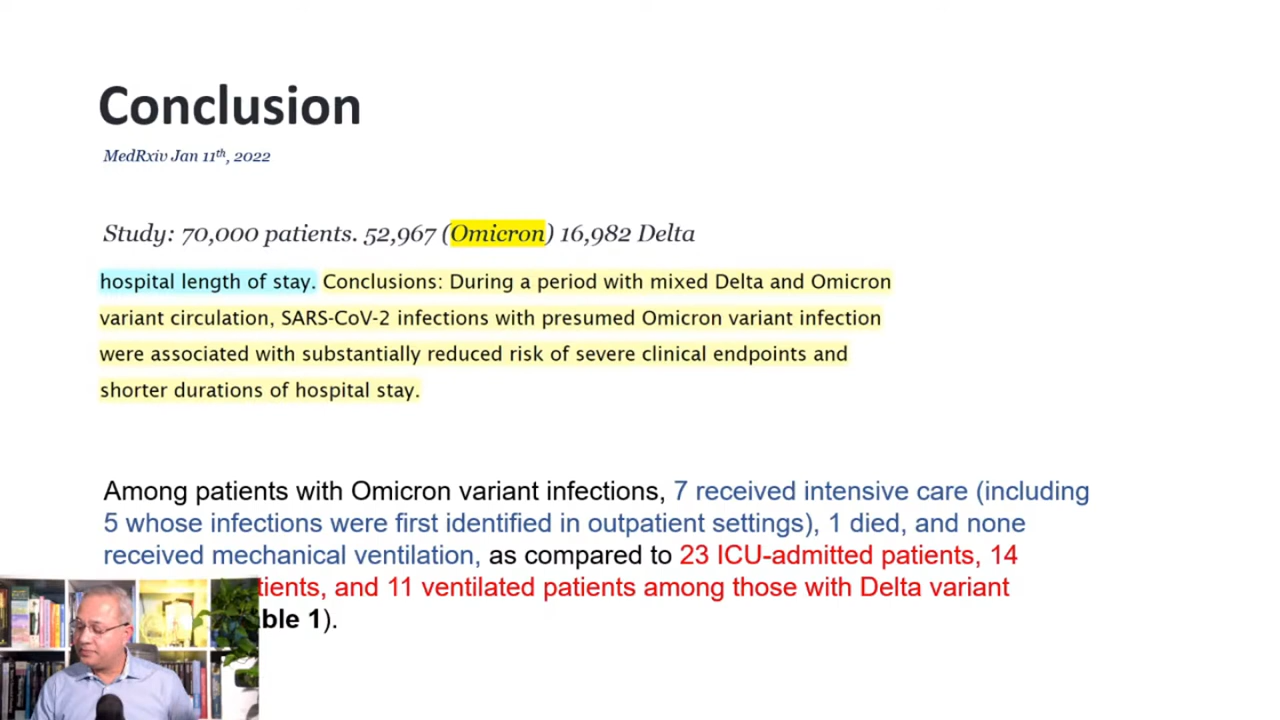 Conclusion
MedRxiv Jan 11th, 2022
Study: 70,000 patients. 52,967 (Omicron) 16,982 Delta
hospital length of stay. Conclusions: During a period with mixed Delta and Omicron
variant circulation, SARS-CoV-2 infections with presumed Omicron variant infection
were associated with substantially reduced risk of severe clinical endpoints and
shorter durations of hospital stay.
Among patients with Omicron variant infections, 7 received intensive care (including
5 whose infections were first identified in outpatient settings), 1 died, and none
received mechanical ventilation, as compared to 23 ICU-admitted patients, 14
and 11 ventilated patients among those with Delta variant
1).